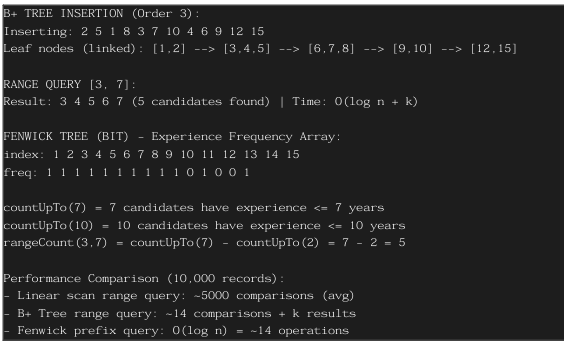 B+ TREE INSERTION (Order 3):
Inserting: 2 5 1 8 3 7 10 4 6 9 12 15
Leaf nodes (linked): [1,2] --> [3,4,5] --> [6,7,8] --> [9,10] --> [12,15]
RANGE QUERY [3, 7]:
Result: 3 4 5 6 7 (5 candidates found) | Time: O(log n + k)
FENWICK TREE (BIT) - Experience Frequency Array:
index: 1 2 3 4 5 6 7 8 9 10 11 12 13 14 15
freq: 1 1 1 1 1 1 1 1 1 1 0 1 0 0 1
countUpTo(7) = 7 candidates have experience <= 7 years
countUpTo(10) = 10 candidates have experience <= 10 years
rangeCount(3,7) = countUpTo(7) - countUpTo(2) = 7 - 2 = 5
Performance Comparison (10,000 records):
- Linear scan range query: ~5000 comparisons (avg)
- B+ Tree range query: ~14 comparisons + k results
- Fenwick prefix query: O(log n) = ~14 operations